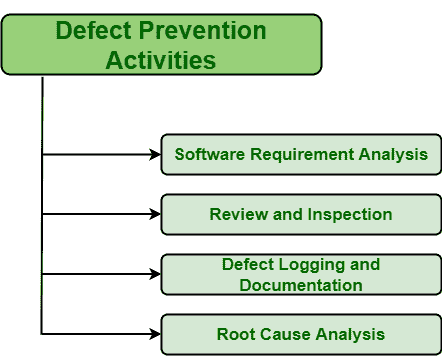 Defect Prevention
Activities
Software Requirement Analysis
Review and Inspection
Defect Logging and
Documentation
Root Cause Analysis